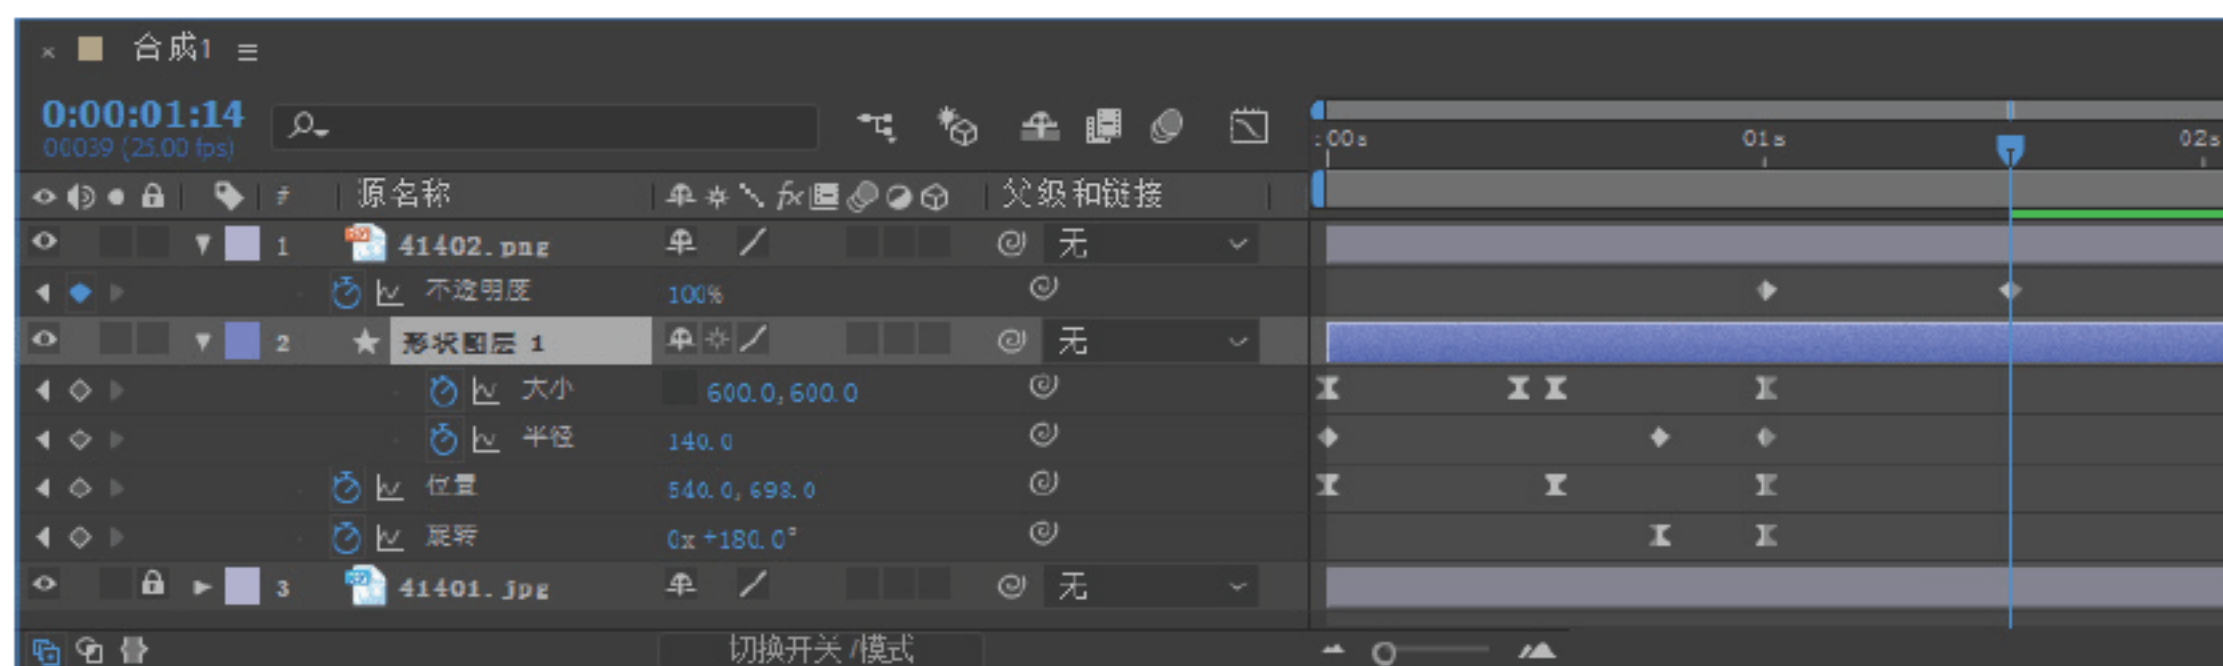 合成1
0:00:01:14
00039 (25.00 fps)
:00s 01s 02s
# 源名称 fx 父级和链接
1 41402.png 无
不透明度 100%
2 形状图层 1 无
大小 600.0,600.0
半径 140.0
位置 540.0,698.0
旋转 0x+180.0°
3 41401.jpg 无
切换开关/模式